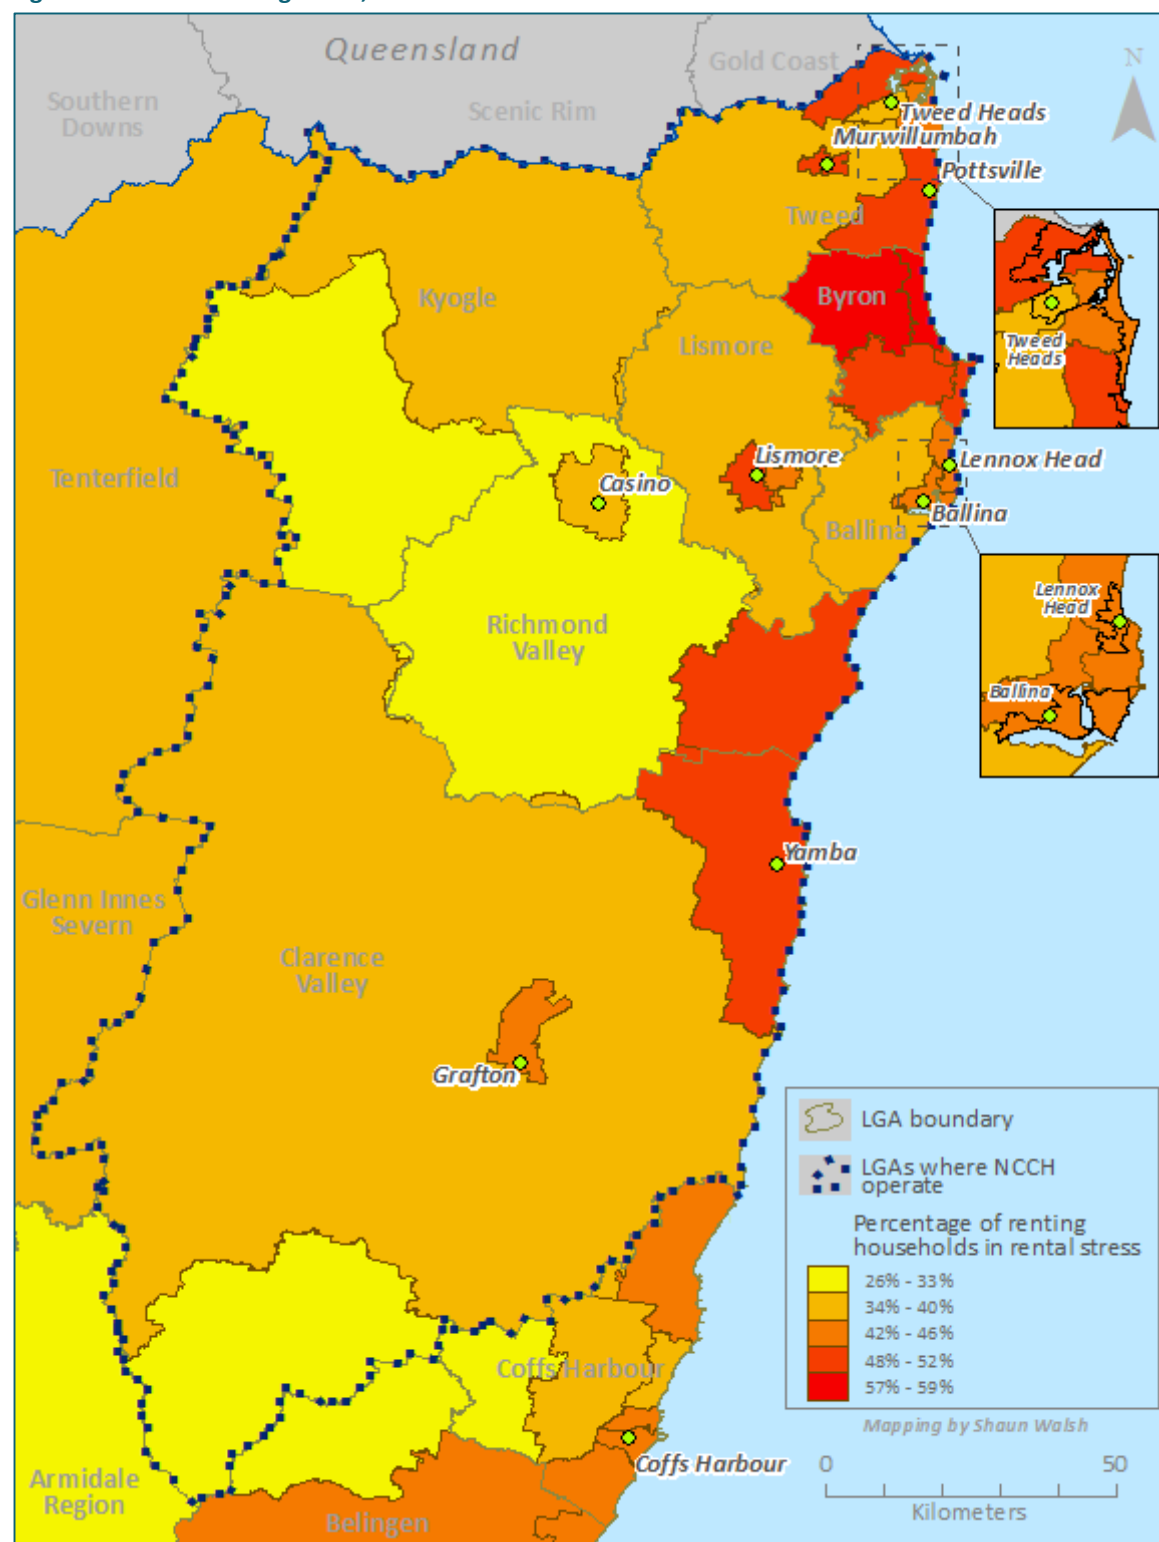 Queensland
Gold Coast
Southern
Downs
Scenic Rim
N
Tweed Heads
Murwillumbah
Pottsville
Tweed
Kyogle
Byron
Lismore
Tweed
Heads
Tenterfield
Lismore
Casino
Lennox Head
Ballina
Ballina
Lennox
Head
Richmond
Valley
Ballina
Yamba
Glenn Innes
Severn
Clarence
Valley
Grafton
LGA boundary
LGAs where NCCH
operate
Percentage of renting
households in rental stress
26% - 33%
34% - 40%
42% - 46%
48% - 52%
57% - 59%
Coffs Harbour
Mapping by Shaun Walsh
Coffs Harbour
0 50
Kilometers
Armidale
Region
Belingen